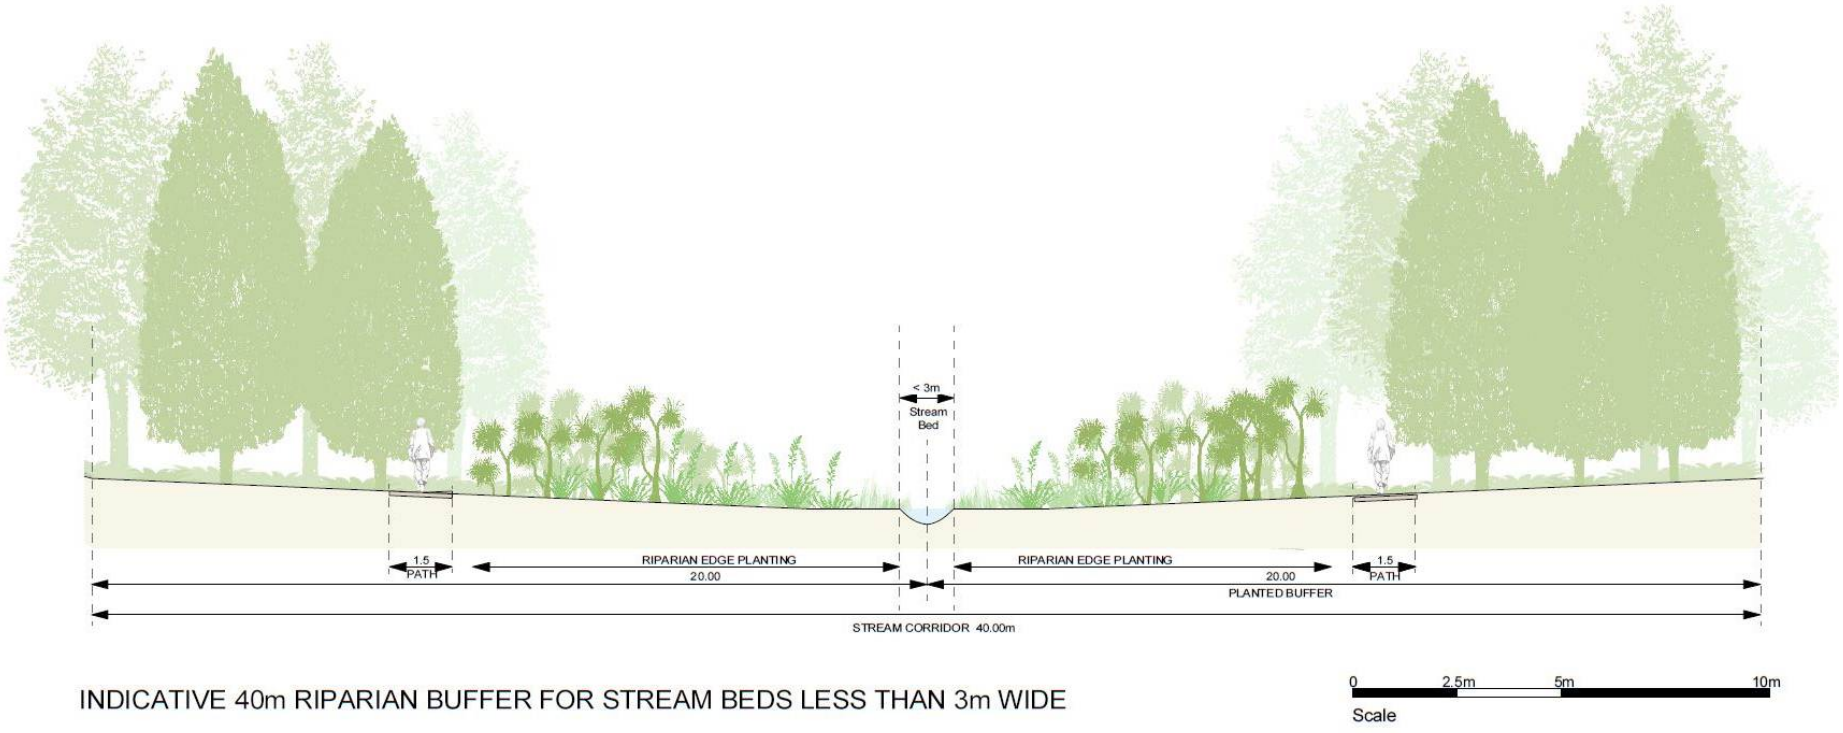 < 3m
Stream
Bed
1.5
PATH
RIPARIAN EDGE PLANTING
20.00
RIPARIAN EDGE PLANTING
20.00
1.5
PATH
PLANTED BUFFER
STREAM CORRIDOR 40.00m
INDICATIVE 40m RIPARIAN BUFFER FOR STREAM BEDS LESS THAN 3m WIDE
0 2.5m 5m 10m
Scale